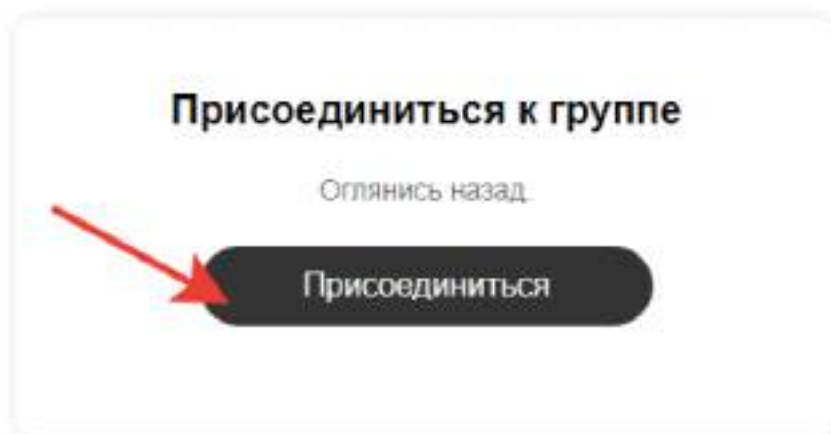 Присоединиться к группе
Оглянись назад
Присоединиться